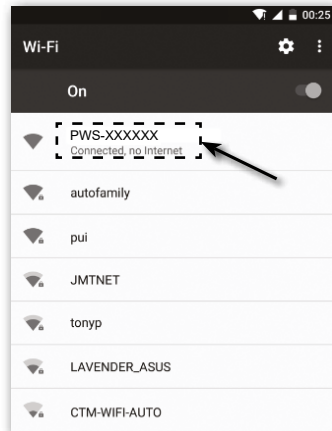 00:25
Wi-Fi
On
PWS-XXXXXX
Connected, no Internet
autofamily
pui
JMTNET
tonyp
LAVENDER_ASUS
CTM-WIFI-AUTO